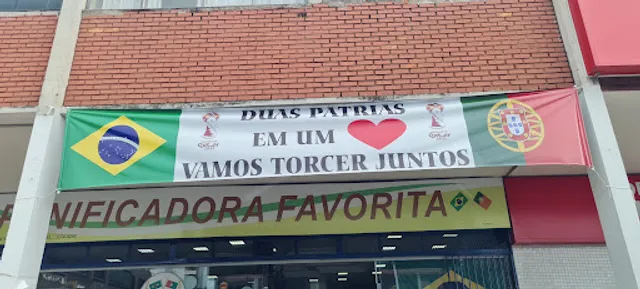 DUAS PATRIAS
EM UM
VAMOS TORCER JUNTOS
NIFICADORA FAVORITA